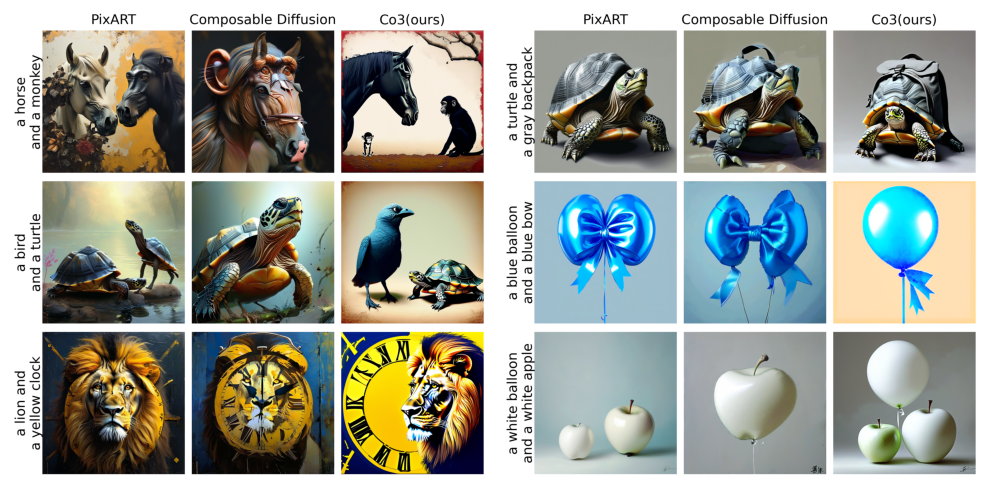 PixART
Composable Diffusion
Co3(ours)
PixART
Composable Diffusion
Co3(ours)
a horse
and a monkey
a turtle and
a gray backpack
a bird
and a turtle
a blue balloon
and a blue bow
a lion and
a yellow clock
a white balloon
and a white apple